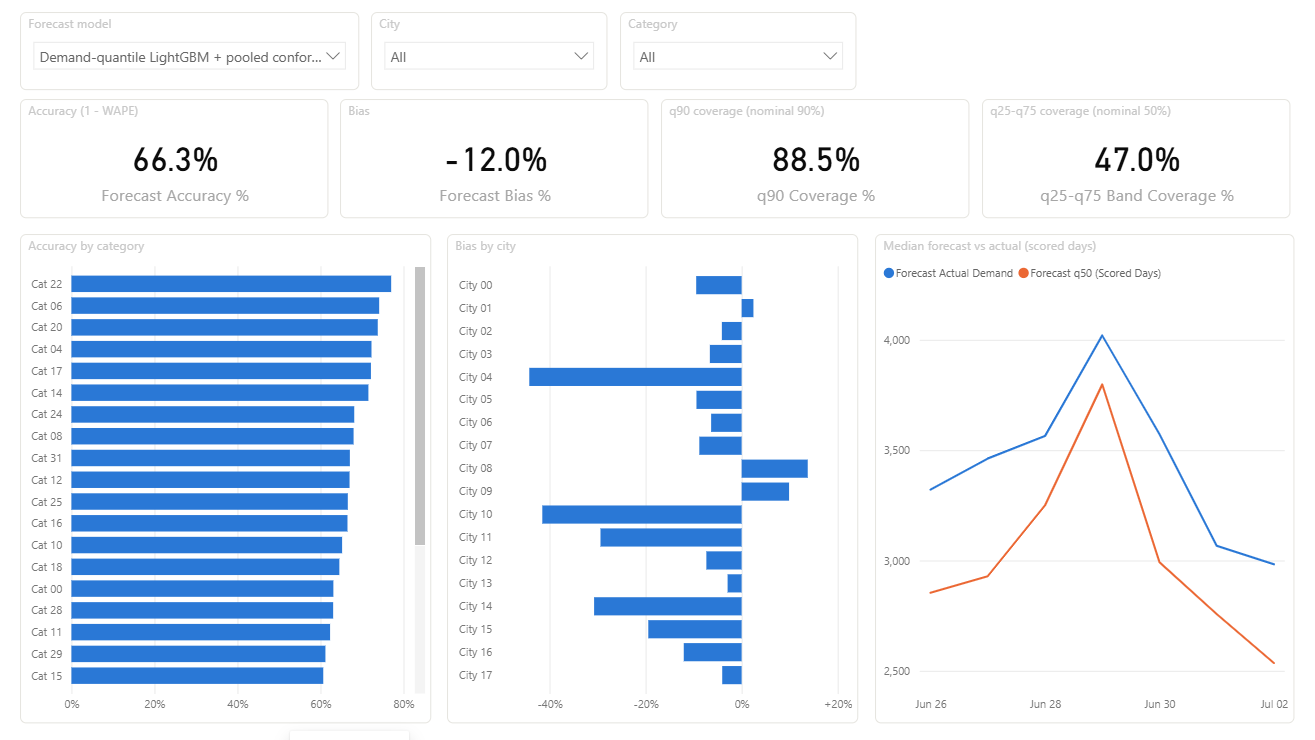 Forecast model
Demand-quantile LightGBM + pooled confor...
City
All
Category
All
Accuracy (1 - WAPE)
66.3%
Forecast Accuracy %
Bias
-12.0%
Forecast Bias %
q90 coverage (nominal 90%)
88.5%
q90 Coverage %
q25-q75 coverage (nominal 50%)
47.0%
q25-q75 Band Coverage %
Accuracy by category
Cat 22
Cat 06
Cat 20
Cat 04
Cat 17
Cat 14
Cat 24
Cat 08
Cat 31
Cat 12
Cat 25
Cat 16
Cat 10
Cat 18
Cat 00
Cat 28
Cat 11
Cat 29
Cat 15
0% 20% 40% 60% 80%
Bias by city
City 00
City 01
City 02
City 03
City 04
City 05
City 06
City 07
City 08
City 09
City 10
City 11
City 12
City 13
City 14
City 15
City 16
City 17
-40% -20% 0% +20%
Median forecast vs actual (scored days)
Forecast Actual Demand Forecast q50 (Scored Days)
4,000
3,500
3,000
2,500
Jun 26 Jun 28 Jun 30 Jul 02